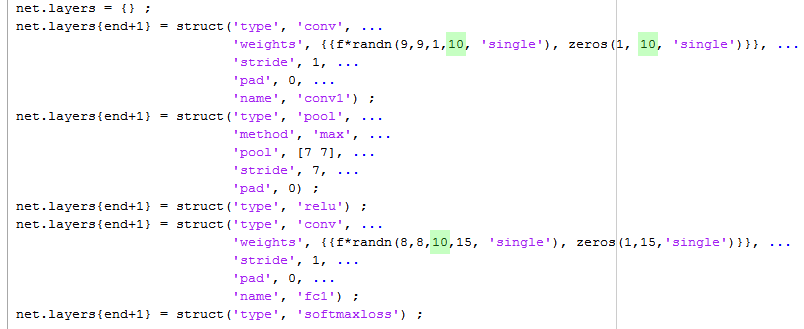 net.layers = {} ;
net.layers{end+1} = struct('type', 'conv', ...
                           'weights', {{f*randn(9,9,1,10, 'single'), zeros(1, 10, 'single')}}, ...
                           'stride', 1, ...
                           'pad', 0, ...
                           'name', 'conv1') ;
net.layers{end+1} = struct('type', 'pool', ...
                           'method', 'max', ...
                           'pool', [7 7], ...
                           'stride', 7, ...
                           'pad', 0) ;
net.layers{end+1} = struct('type', 'relu') ;
net.layers{end+1} = struct('type', 'conv', ...
                           'weights', {{f*randn(8,8,10,15, 'single'), zeros(1,15,'single')}}, ...
                           'stride', 1, ...
                           'pad', 0, ...
                           'name', 'fc1') ;
net.layers{end+1} = struct('type', 'softmaxloss') ;